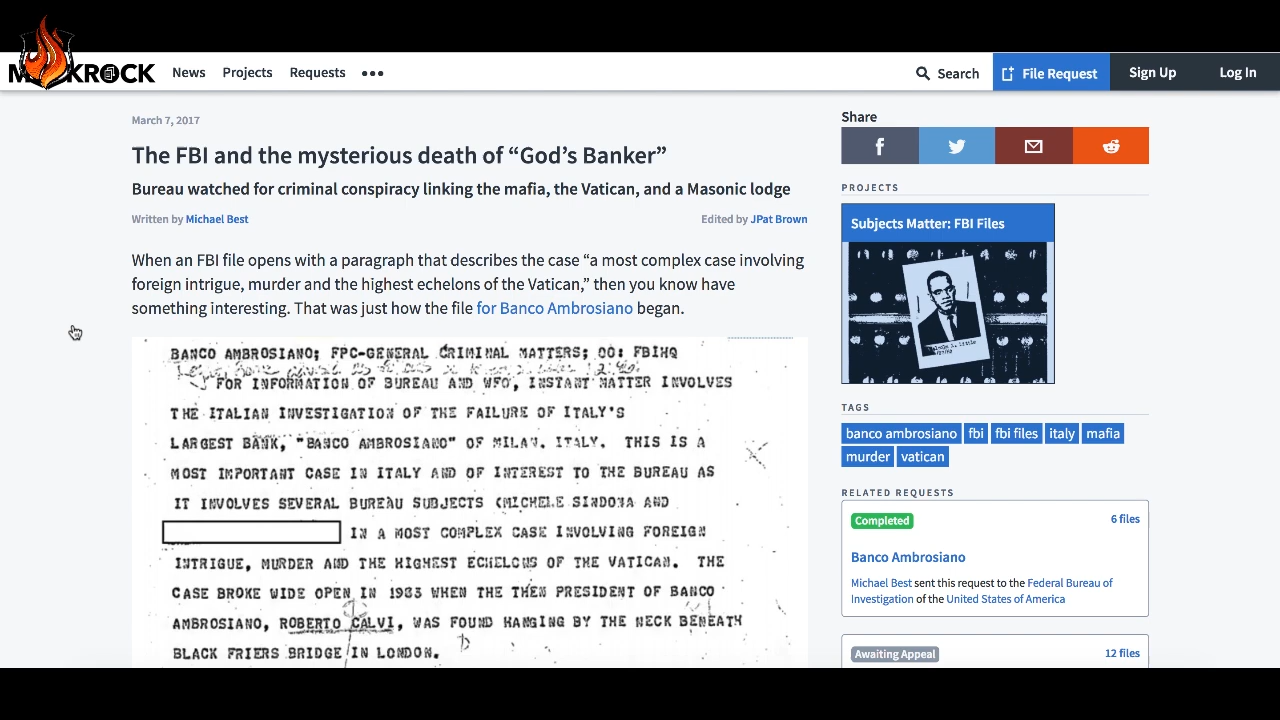 M KROCK
News Projects Requests •••
Search File Request Sign Up Log In
March 7, 2017
The FBI and the mysterious death of “God’s Banker”
Bureau watched for criminal conspiracy linking the mafia, the Vatican, and a Masonic lodge
Written by Michael Best
Edited by JPat Brown
When an FBI file opens with a paragraph that describes the case “a most complex case involving
foreign intrigue, murder and the highest echelons of the Vatican,” then you know have
something interesting. That was just how the file for Banco Ambrosiano began.
BANCO AMBROSIANO; FPC-GENERAL CRIMINAL MATTERS; OO: FBIHQ
FOR INFORMATION OF BUREAU AND WFO, INSTANT MATTER INVOLVES
THE ITALIAN INVESTIGATION OF THE FAILURE OF ITALY'S
LARGEST BANK, "BANCO AMBROSIANO" OF MILAN, ITALY. THIS IS A
MOST IMPORTANT CASE IN ITALY AND OF INTEREST TO THE BUREAU AS
IT INVOLVES SEVERAL BUREAU SUBJECTS (MICHELE SINDONA AND
IN A MOST COMPLEX CASE INVOLVING FOREIGN
INTRIGUE, MURDER AND THE HIGHEST ECHELONS OF THE VATICAN. THE
CASE BROKE WIDE OPEN IN 1983 WHEN THE THEN PRESIDENT OF BANCO
AMBROSIANO, ROBERTO CALVI, WAS FOUND HANGING BY THE NECK BENEATH
BLACK FRIERS BRIDGE IN LONDON.
Share
PROJECTS
Subjects Matter: FBI Files
TAGS
banco ambrosiano fbi fbi files italy mafia
murder vatican
RELATED REQUESTS
Completed 6 files
Banco Ambrosiano
Michael Best sent this request to the Federal Bureau of
Investigation of the United States of America
Awaiting Appeal 12 files